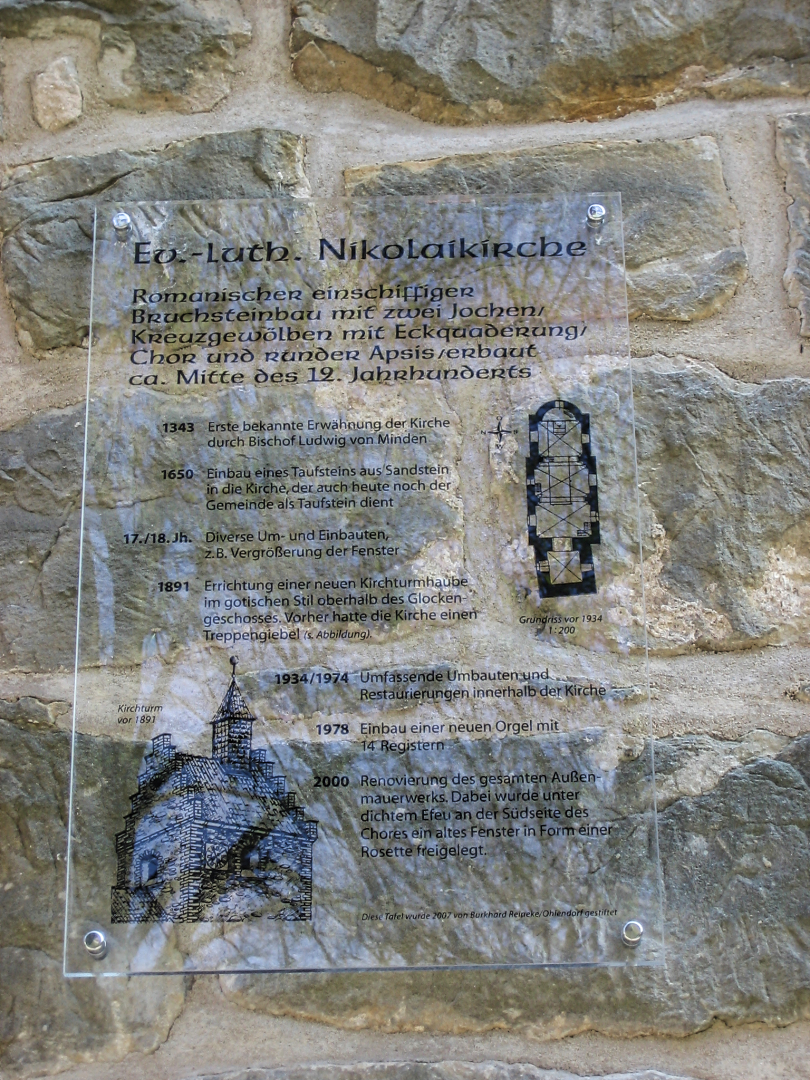 Ev.-luth. Nikolaikirche
Romanischer einschiffiger
Bruchsteinbau mit zwei Jochen/
Kreuzgewölben mit Eckquaderung/
Chor und runder Apsis/erbaut
ca. Mitte des 12. Jahrhunderts
1343 Erste bekannte Erwähnung der Kirche
durch Bischof Ludwig von Minden
1650 Einbau eines Taufsteins aus Sandstein
in die Kirche, der auch heute noch der
Gemeinde als Taufstein dient
17./18. Jh. Diverse Um- und Einbauten,
z.B. Vergrößerung der Fenster
1891 Errichtung einer neuen Kirchturmhaube
im gotischen Stil oberhalb des Glocken-
geschosses. Vorher hatte die Kirche einen
Treppengiebel (s. Abbildung).
Grundriss vor 1934
1:200
Kirchturm
vor 1891
1934/1974 Umfassende Umbauten und
Restaurierungen innerhalb der Kirche
1978 Einbau einer neuen Orgel mit
14 Registern
2000 Renovierung des gesamten Außen-
mauerwerks. Dabei wurde unter
dichtem Efeu an der Südseite des
Chores ein altes Fenster in Form einer
Rosette freigelegt.
Diese Tafel wurde 2007 von Burkhard Reipeke/Ohlendorf gestiftet